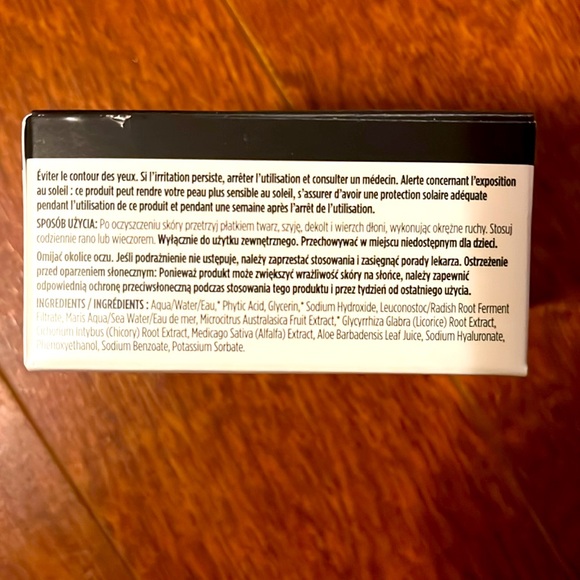 Éviter le contour des yeux. Si l'irritation persiste, arrêter l'utilisation et consulter un médecin. Alerte concernant l'exposition
au soleil : ce produit peut rendre votre peau plus sensible au soleil, s'assurer d'avoir une protection solaire adéquate
pendant l'utilisation de ce produit et pendant une semaine après l'arrêt de l'utilisation.
SPOSÓB UŻYCIA: Po oczyszczeniu skóry przetrzyj płatkiem twarz, szyję, dekolt i wierzch dłoni, wykonując okrężne ruchy. Stosuj
codziennie rano lub wieczorem. Wyłącznie do użytku zewnętrznego. Przechowywać w miejscu niedostępnym dla dzieci.
Omijać okolice oczu. Jeśli podrażnienie nie ustępuje, należy zaprzestać stosowania i zasięgnąć porady lekarza. Ostrzeżenie
przed oparzeniem słonecznym: Ponieważ produkt może zwiększyć wrażliwość skóry na słońce, należy zapewnić
odpowiednią ochronę przeciwsłoneczną podczas stosowania tego produktu i przez tydzień od ostatniego użycia.
INGREDIENTS / INGRÉDIENTS: Aqua/Water/Eau,* Phytic Acid, Glycerin,* Sodium Hydroxide, Leuconostoc/Radish Root Ferment
Filtrate, Maris Aqua/Sea Water/Eau de mer, Microcitrus Australasica Fruit Extract,* Glycyrrhiza Glabra (Licorice) Root Extract,
Cichorium Intybus (Chicory) Root Extract, Medicago Sativa (Alfalfa) Extract, Aloe Barbadensis Leaf Juice, Sodium Hyaluronate,
Phenoxyethanol, Sodium Benzoate, Potassium Sorbate.